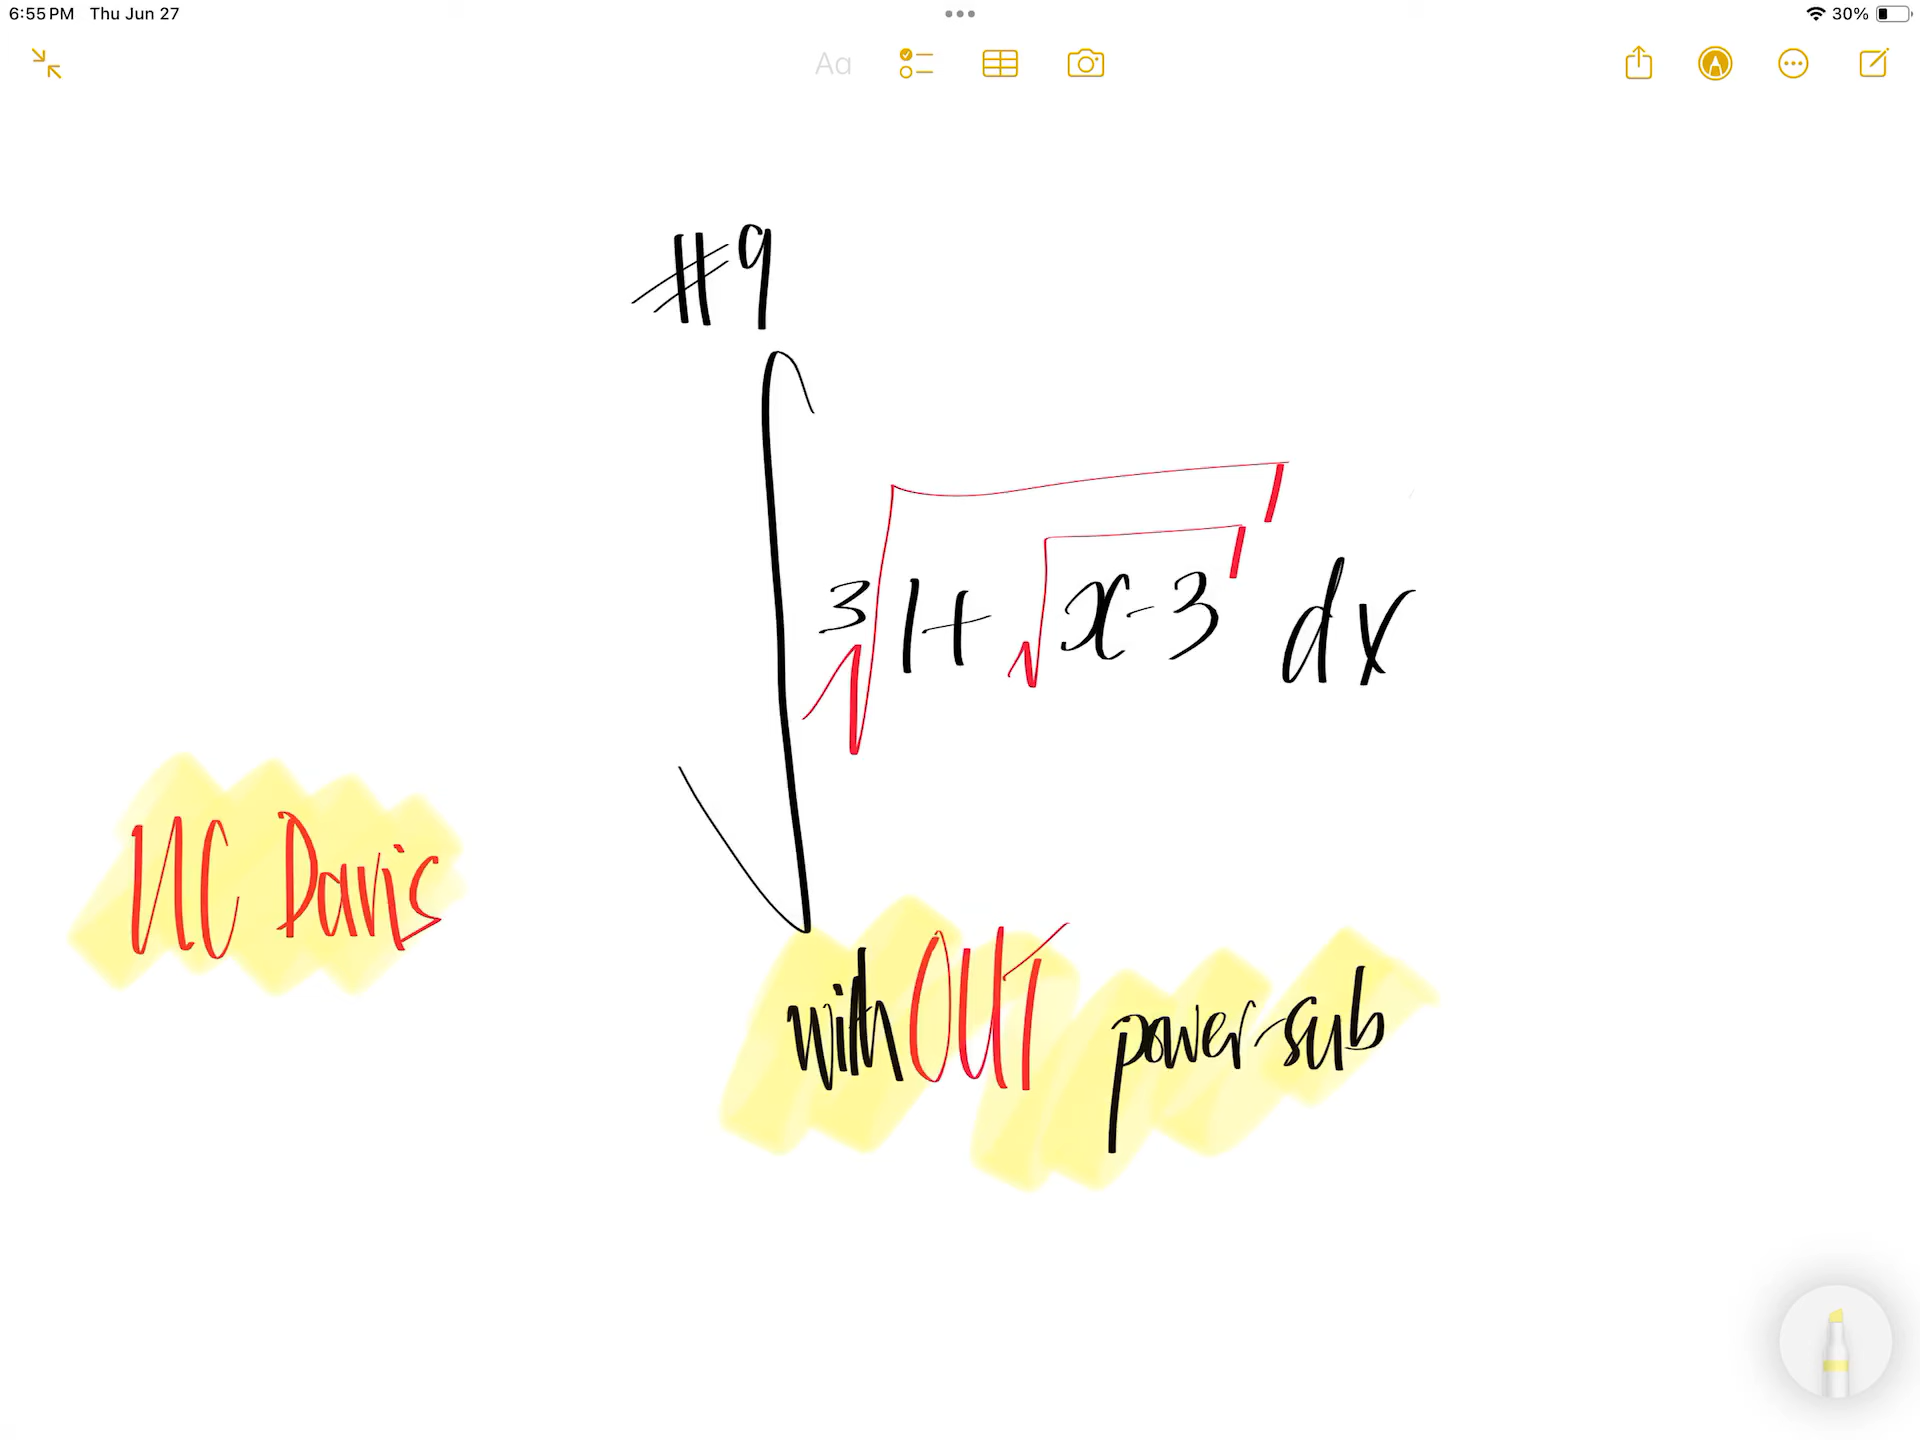 6:55 PM Thu Jun 27
30%
Aa
#9
∫ ∛(1+√(x-3)) dx
UC Davis
withOUT power-sub